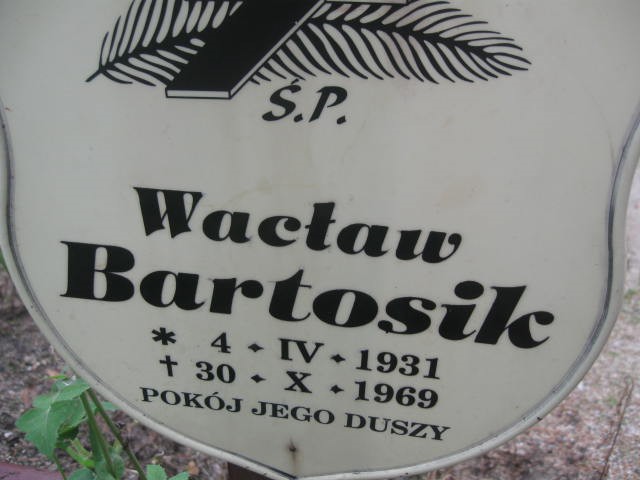 Ś.P.
Wacław
Bartosik
* 4 • IV • 1931
† 30 • X • 1969
POKÓJ JEGO DUSZY